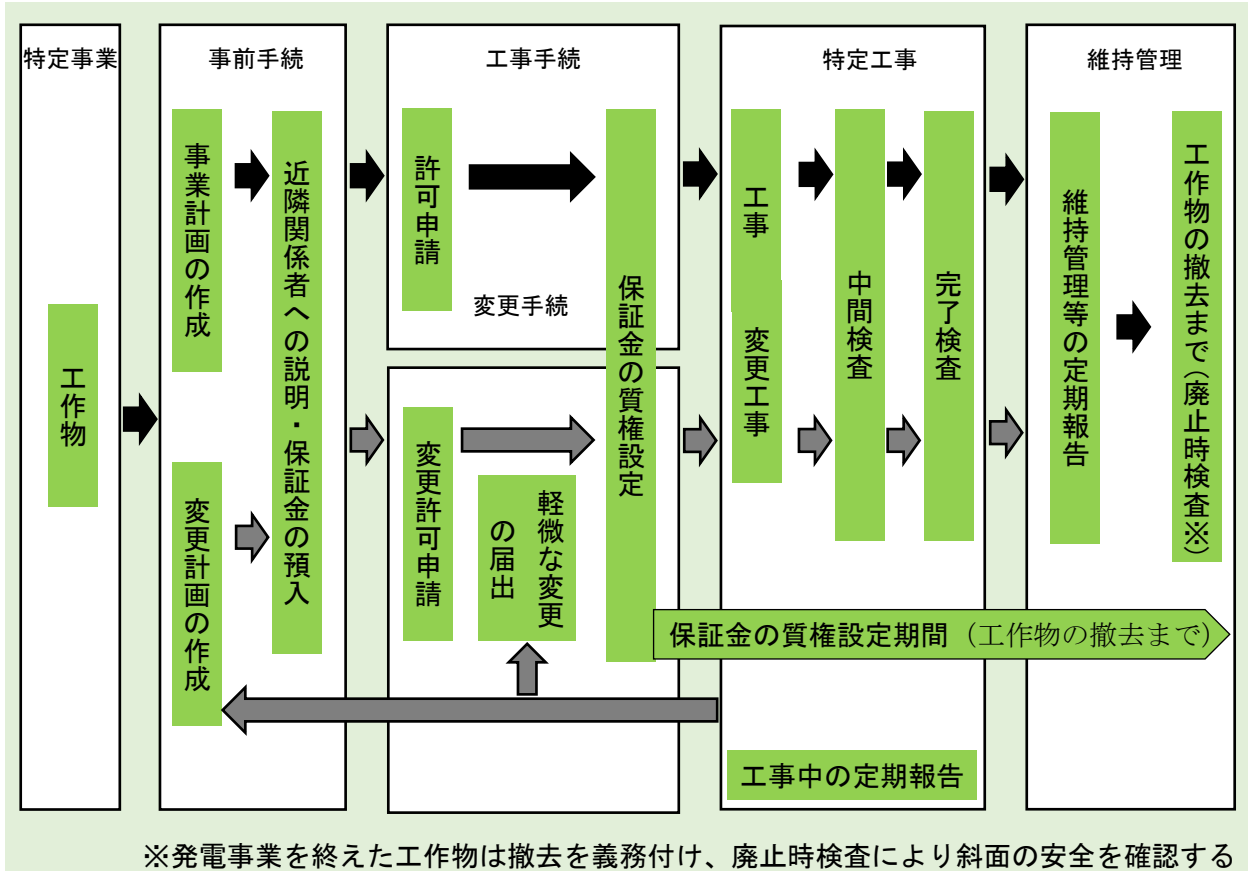 特定事業
事前手続
工事手続
特定工事
維持管理
工作物
事業計画の作成
変更計画の作成
近隣関係者への説明・保証金の預入
許可申請
変更手続
変更許可申請
軽微な変更
の届出
保証金の質権設定
工事
変更工事
中間検査
完了検査
維持管理等の定期報告
工作物の撤去まで(廃止時検査※)
保証金の質権設定期間（工作物の撤去まで）
工事中の定期報告
※発電事業を終えた工作物は撤去を義務付け、廃止時検査により斜面の安全を確認する